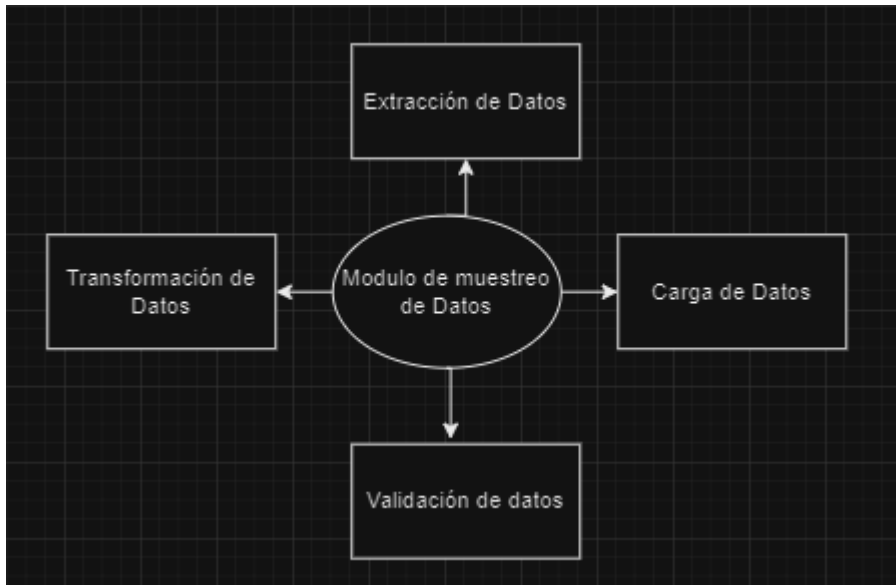 Extracción de Datos
Transformación de
Datos
Modulo de muestreo
de Datos
Carga de Datos
Validación de datos